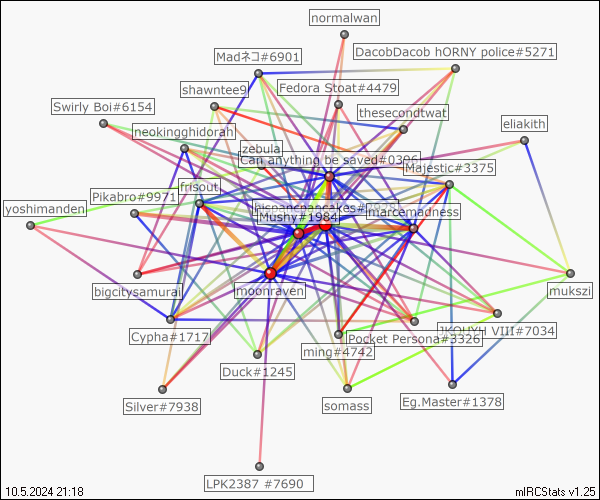 normalwan
DacobDacob hORNY police#5271
Madネコ#6901
shawntee9
Fedora Stoat#4479
Swirly Boi#6154
thesecondtwat
eliakith
neokingghidorah
zebula
Can anything be saved#0396
Majestic#3375
frisout
Pikabro#9971
yoshimanden
Mushy#1984
marcemadness
bigcitysamurai
moonraven
mukszi
Cypha#1717
JKOUYH VIII#7034
Pocket Persona#3326
ming#4742
Duck#1245
Silver#7938
somass
Eg.Master#1378
LPK2387 #7690
10.5.2024 21:18
mIRCStats v1.25